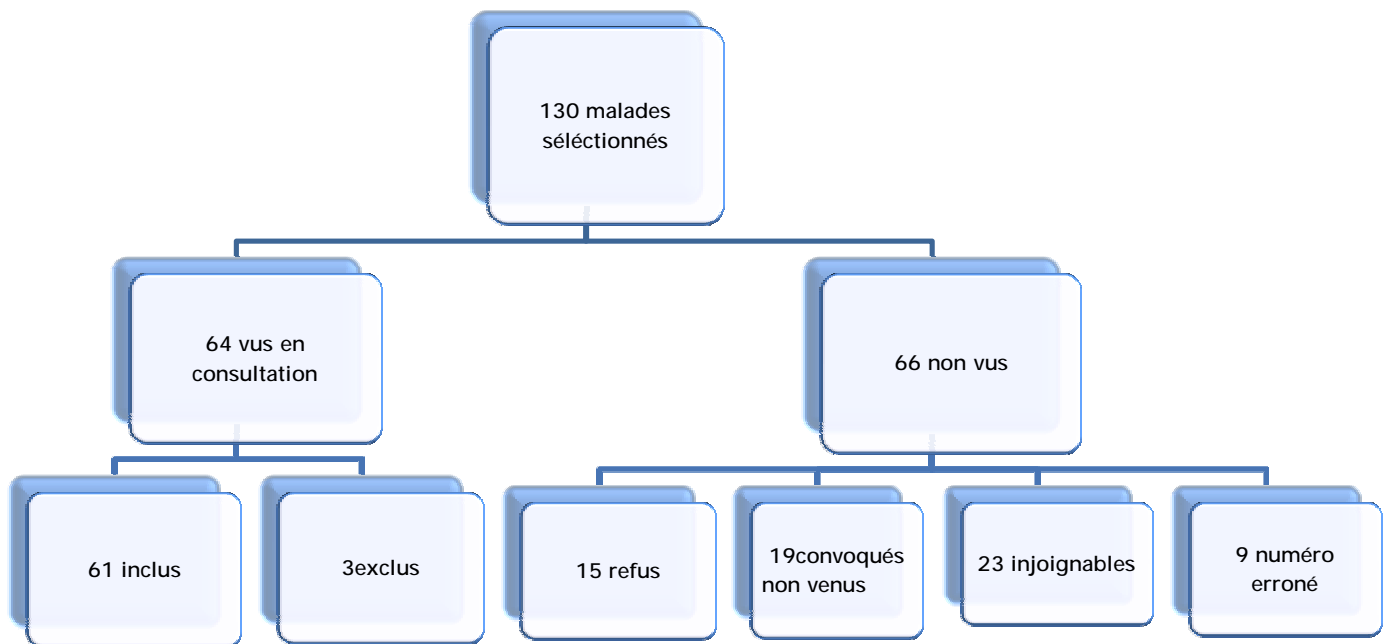 130 malades
séléctionnés
64 vus en
consultation
66 non vus
61 inclus
3exclus
15 refus
19convoqués
non venus
23 injoignables
9 numéro
erroné